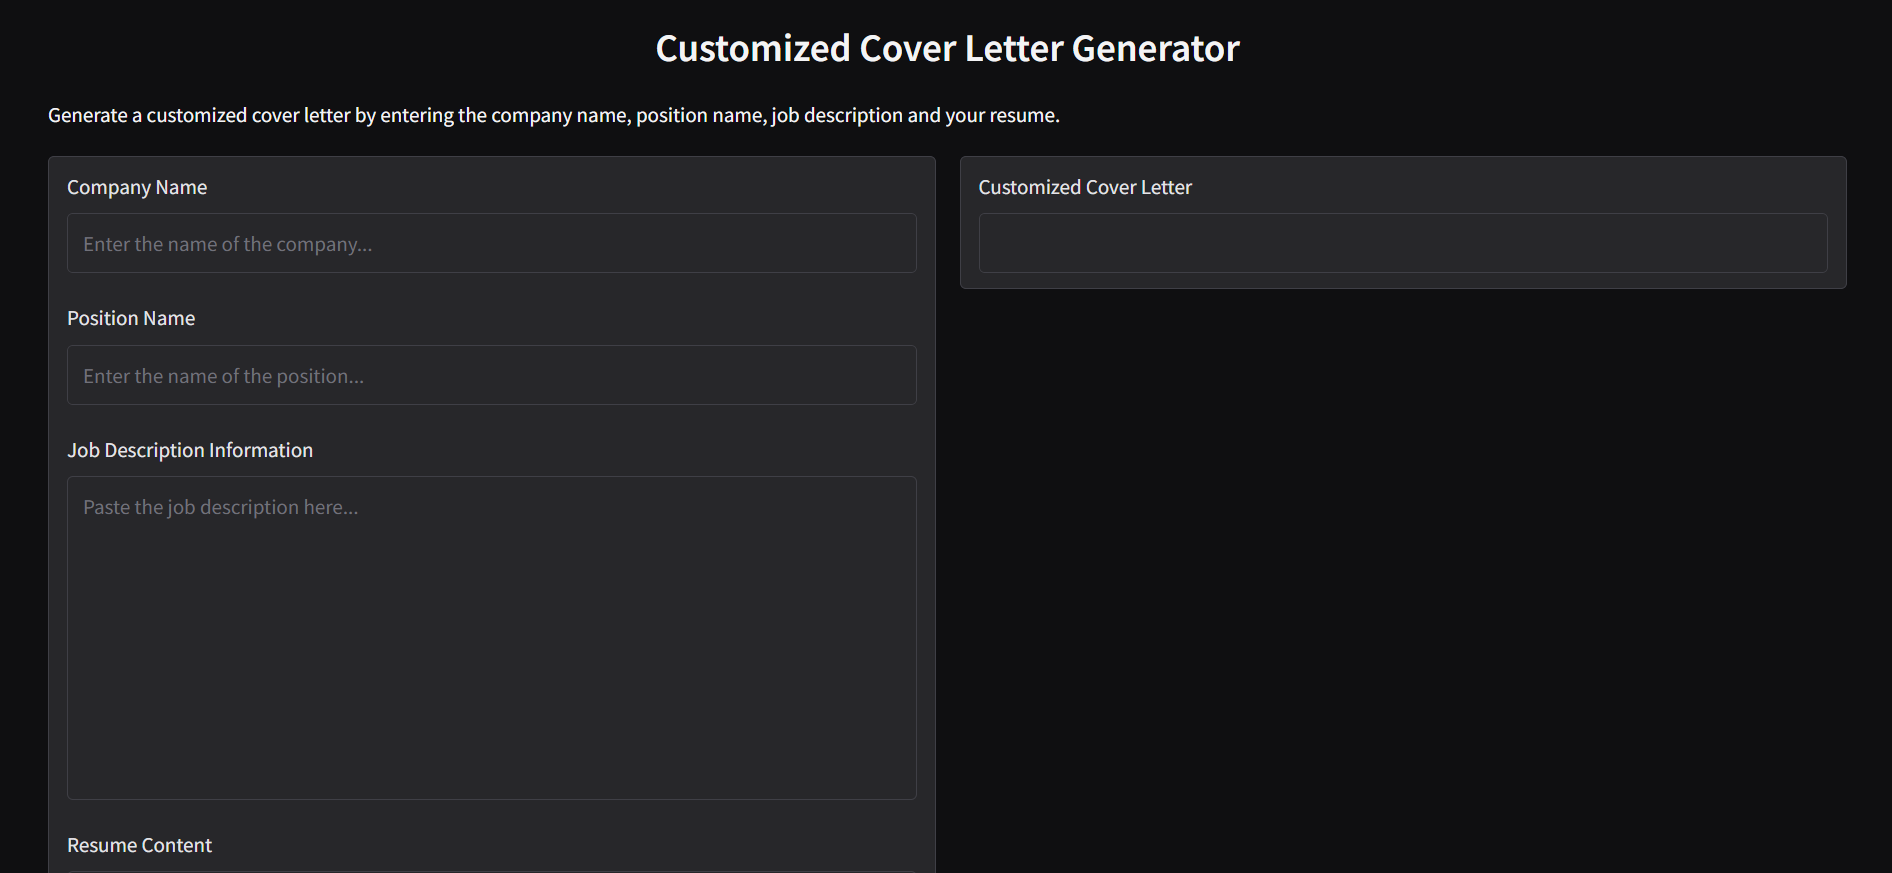 Customized Cover Letter Generator
Generate a customized cover letter by entering the company name, position name, job description and your resume.
Company Name
Enter the name of the company...
Position Name
Enter the name of the position...
Job Description Information
Paste the job description here...
Resume Content
Customized Cover Letter